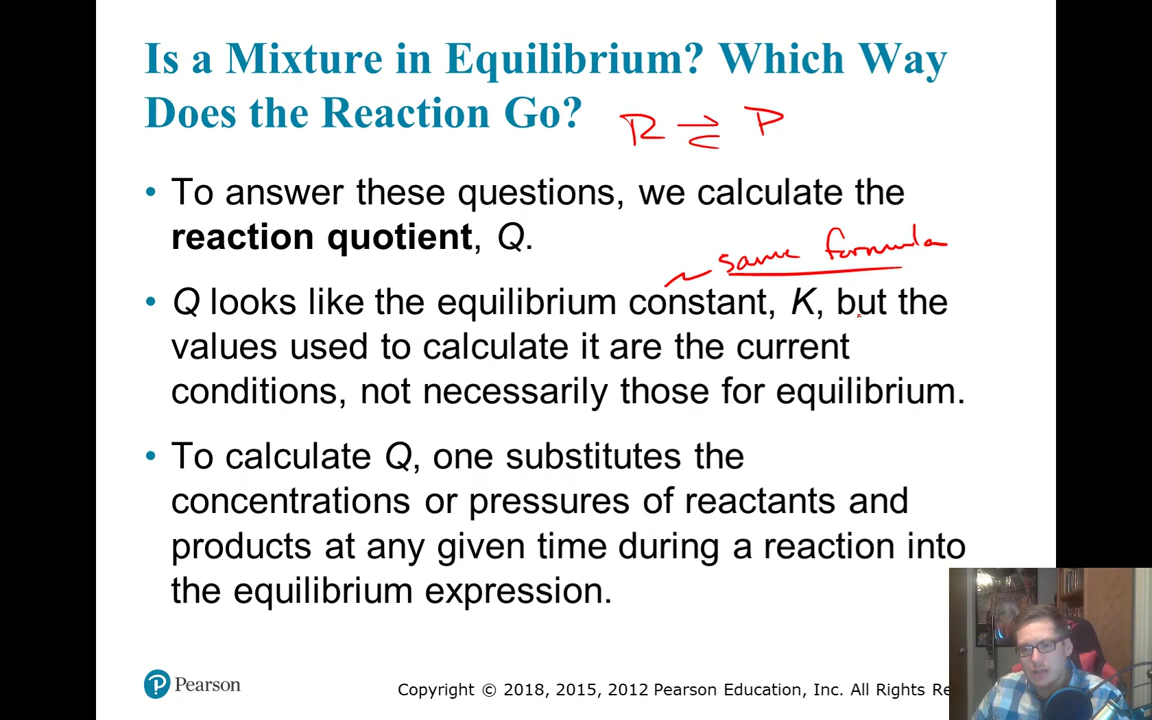 Is a Mixture in Equilibrium? Which Way
Does the Reaction Go?
R ⇌ P
• To answer these questions, we calculate the
reaction quotient, Q.
same formula
• Q looks like the equilibrium constant, K, but the
values used to calculate it are the current
conditions, not necessarily those for equilibrium.
• To calculate Q, one substitutes the
concentrations or pressures of reactants and
products at any given time during a reaction into
the equilibrium expression.
P Pearson
Copyright © 2018, 2015, 2012 Pearson Education, Inc. All Rights Re